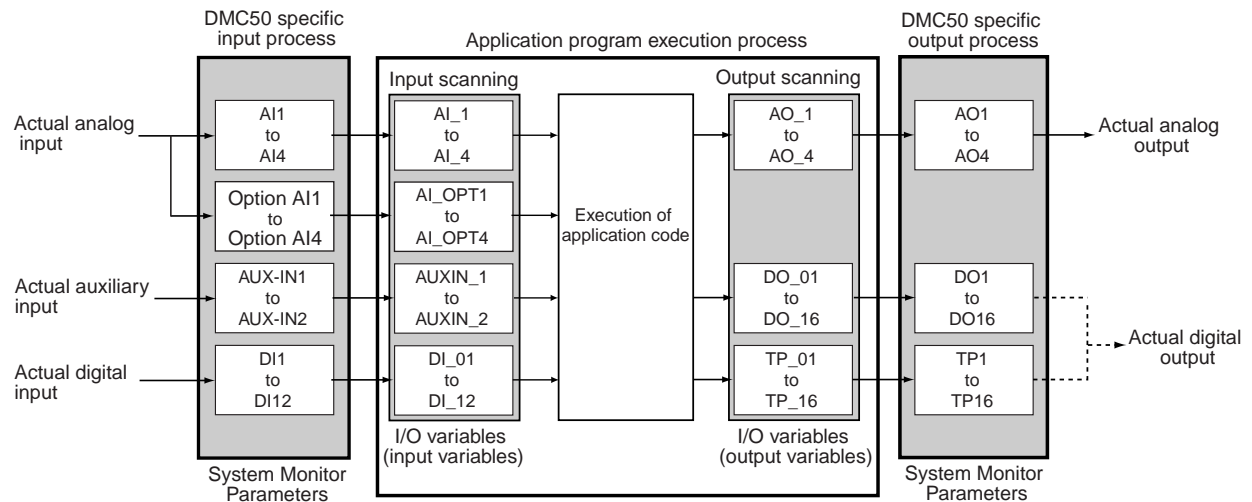 DMC50 specific
input process
Application program execution process
DMC50 specific
output process
Input scanning
Output scanning
Actual analog
input
AI1
to
AI4
AI_1
to
AI_4
AO_1
to
AO_4
AO1
to
AO4
Actual analog
output
Option AI1
to
Option AI4
AI_OPT1
to
AI_OPT4
Execution of
application code
Actual auxiliary
input
AUX-IN1
to
AUX-IN2
AUXIN_1
to
AUXIN_2
DO_01
to
DO_16
DO1
to
DO16
Actual digital
output
Actual digital
input
DI1
to
DI12
DI_01
to
DI_12
TP_01
to
TP_16
TP1
to
TP16
I/O variables
(input variables)
I/O variables
(output variables)
System Monitor
Parameters
System Monitor
Parameters